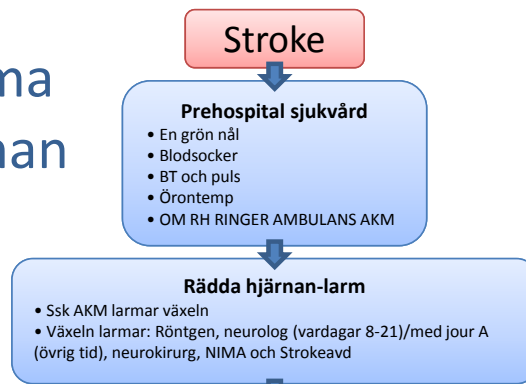 Stroke
Prehospital sjukvård
• En grön nål
• Blodsocker
• BT och puls
• Örontemp
• OM RH RINGER AMBULANS AKM
Rädda hjärnan-larm
• Ssk AKM larmar växeln
• Växeln larmar: Röntgen, neurolog (vardagar 8-21)/med jour A
(övrig tid), neurokirurg, NIMA och Strokeavd